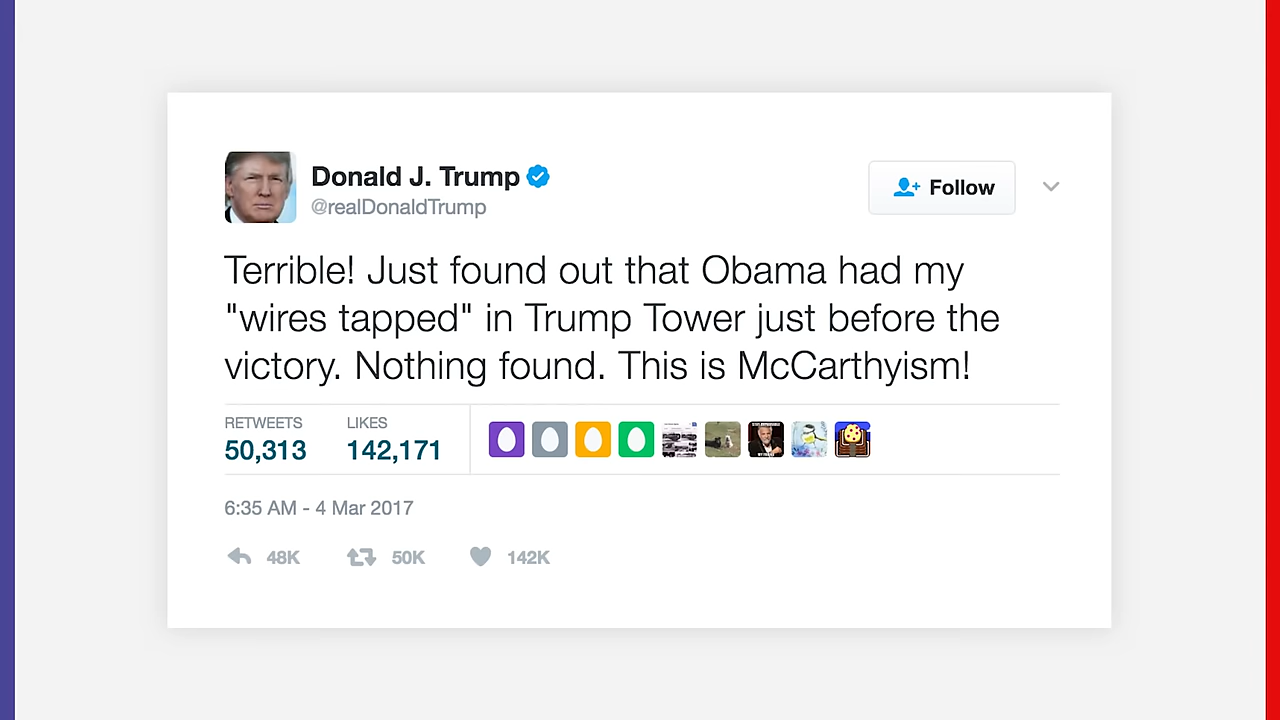 Donald J. Trump
@realDonaldTrump
Follow
Terrible! Just found out that Obama had my
"wires tapped" in Trump Tower just before the
victory. Nothing found. This is McCarthyism!
RETWEETS LIKES
50,313 142,171
6:35 AM - 4 Mar 2017
48K 50K 142K